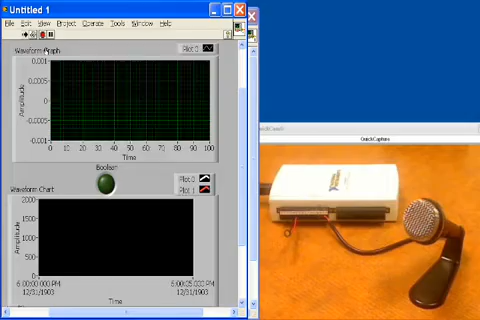 Untitled 1
File Edit View Project Operate Tools Window Help
Waveform Graph
Plot 0
0.001
0.0005
0
-0.0005
-0.001
Amplitude
0 10 20 30 40 50 60 70 80 90 100
Time
Boolean
Waveform Chart
Plot 0
Plot 1
2000
1500
1000
500
0
Amplitude
6:00:00.000 PM
12/31/1903
6:00:25.000 PM
12/31/1903
Time
QuickCapture